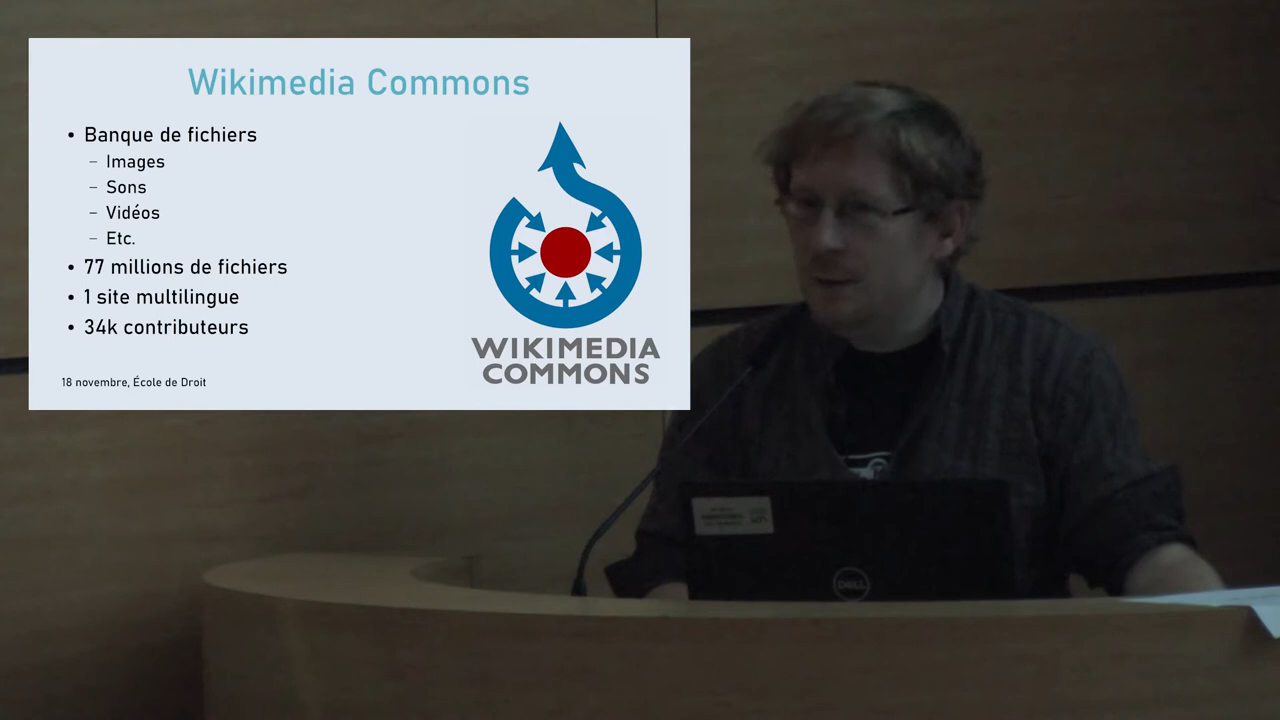 Wikimedia Commons
• Banque de fichiers
– Images
– Sons
– Vidéos
– Etc.
• 77 millions de fichiers
• 1 site multilingue
• 34k contributeurs
18 novembre, École de Droit
WIKIMEDIA
COMMONS
DELL